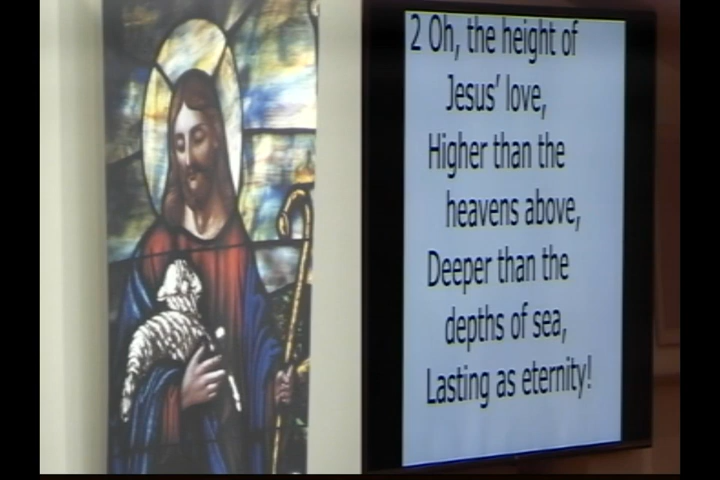 2 Oh, the height of
Jesus’ love,
Higher than the
heavens above,
Deeper than the
depths of sea,
Lasting as eternity!